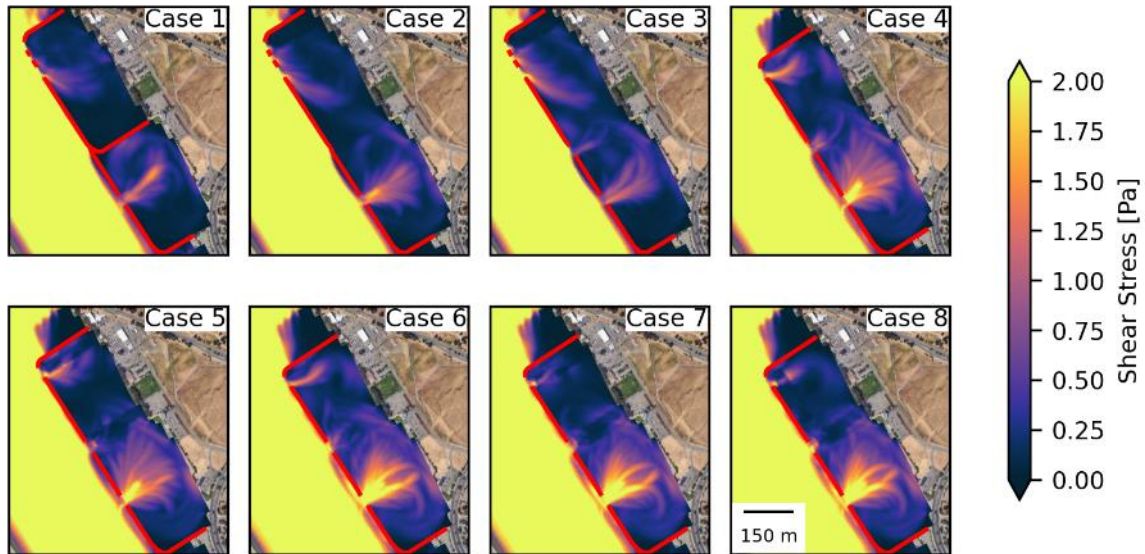 Case 1
Case 2
Case 3
Case 4
Case 5
Case 6
Case 7
Case 8
150 m
2.00
1.75
1.50
1.25
1.00
0.75
0.50
0.25
0.00
Shear Stress [Pa]